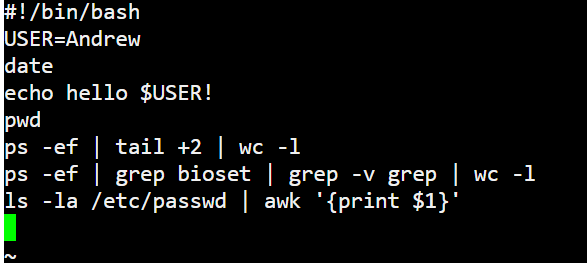 #!/bin/bash
USER=Andrew
date
echo hello $USER!
pwd
ps -ef | tail +2 | wc -l
ps -ef | grep bioset | grep -v grep | wc -l
ls -la /etc/passwd | awk '{print $1}'
~